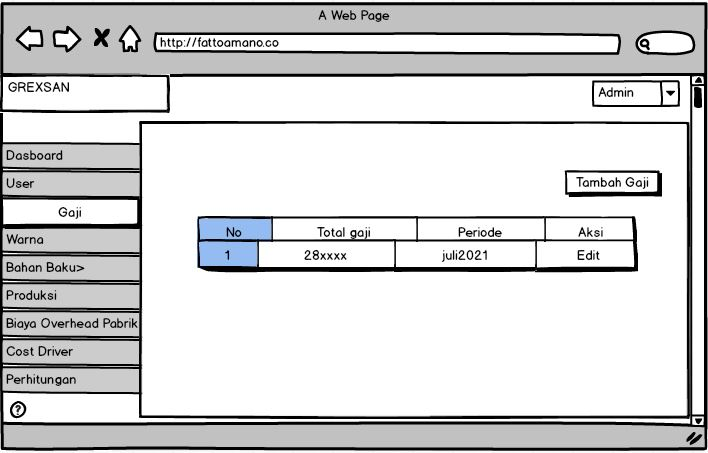 A Web Page
http://fattoamano.co
GREXSAN
Admin
Dasboard
User
Gaji
Warna
Bahan Baku>
Produksi
Biaya Overhead Pabrik
Cost Driver
Perhitungan
?
Tambah Gaji
No Total gaji Periode Aksi
1 28xxxx juli2021 Edit